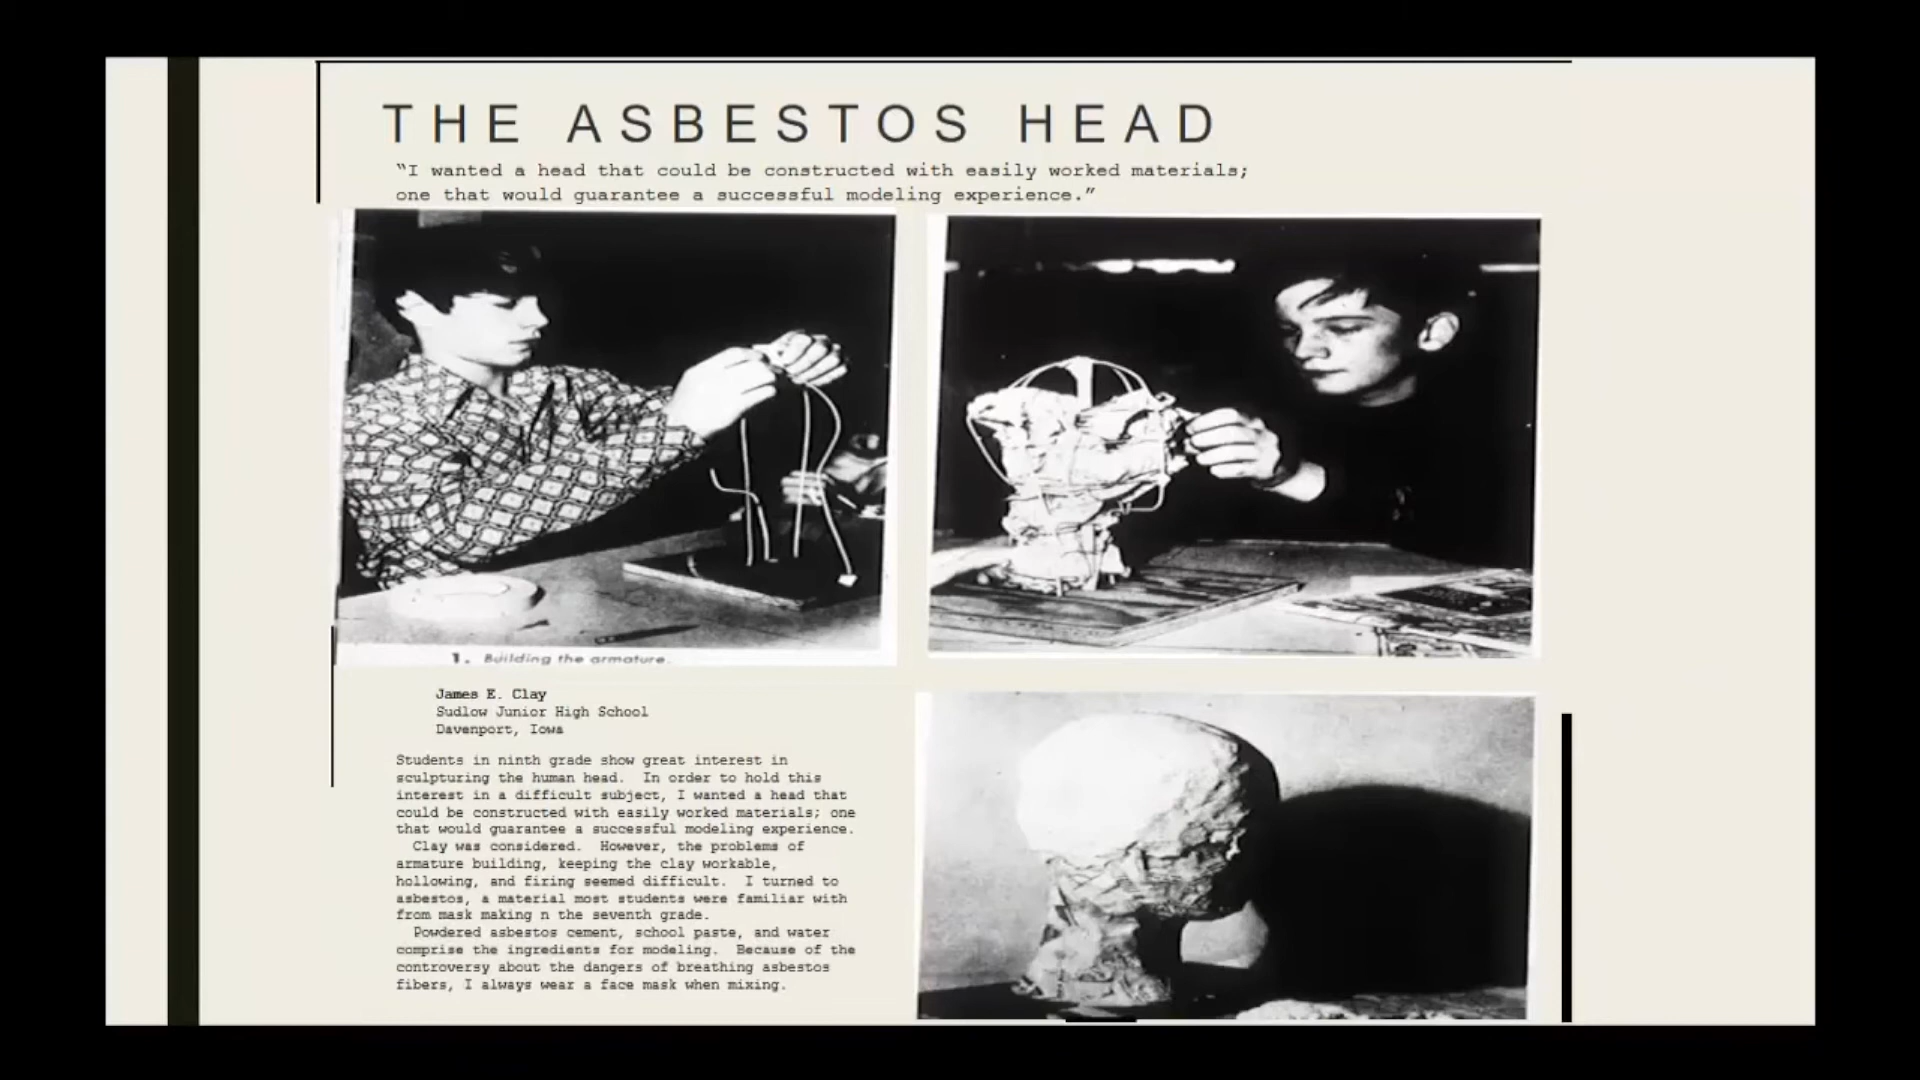 THE ASBESTOS HEAD
“I wanted a head that could be constructed with easily worked materials;
one that would guarantee a successful modeling experience.”
1. Building the armature.
James E. Clay
Sudlow Junior High School
Davenport, Iowa
Students in ninth grade show great interest in
sculpturing the human head. In order to hold this
interest in a difficult subject, I wanted a head that
could be constructed with easily worked materials; one
that would guarantee a successful modeling experience.
Clay was considered. However, the problems of
armature building, keeping the clay workable,
hollowing, and firing seemed difficult. I turned to
asbestos, a material most students were familiar with
from mask making n the seventh grade.
Powdered asbestos cement, school paste, and water
comprise the ingredients for modeling. Because of the
controversy about the dangers of breathing asbestos
fibers, I always wear a face mask when mixing.